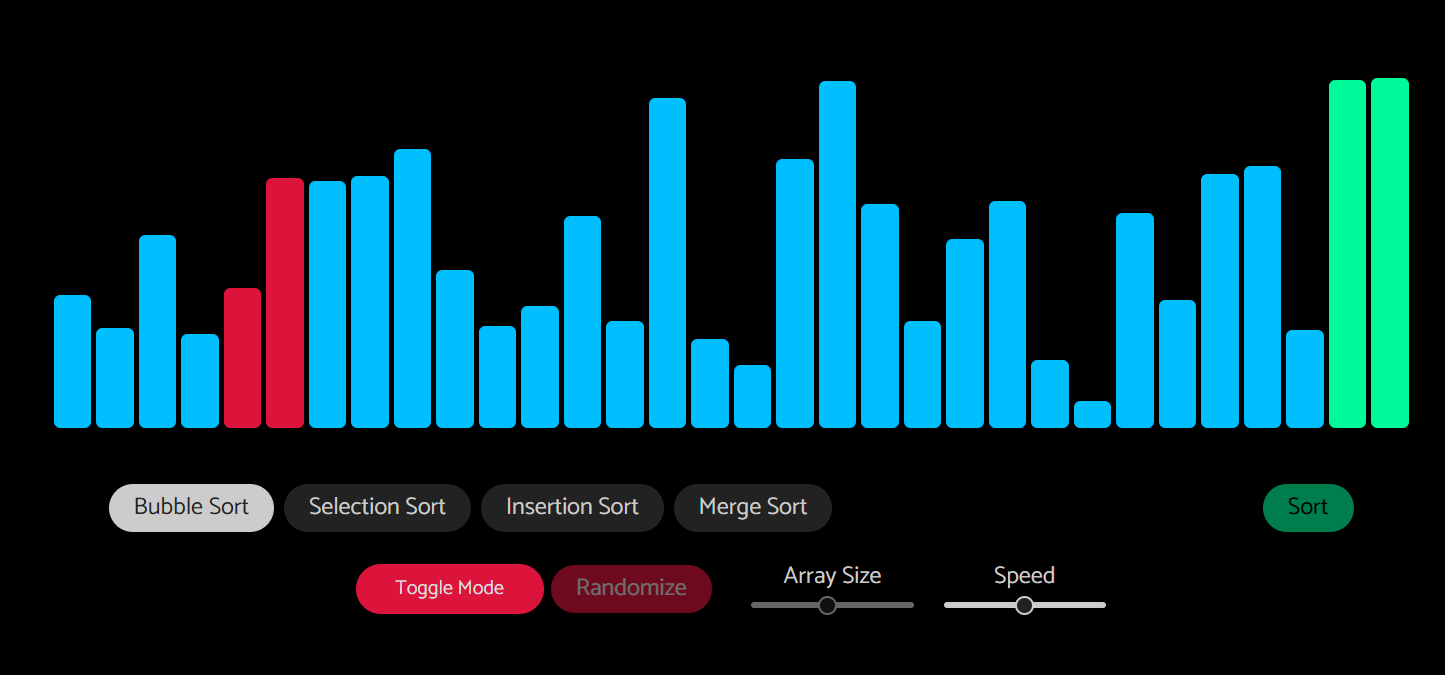 Bubble Sort
Selection Sort
Insertion Sort
Merge Sort
Sort
Toggle Mode
Randomize
Array Size
Speed